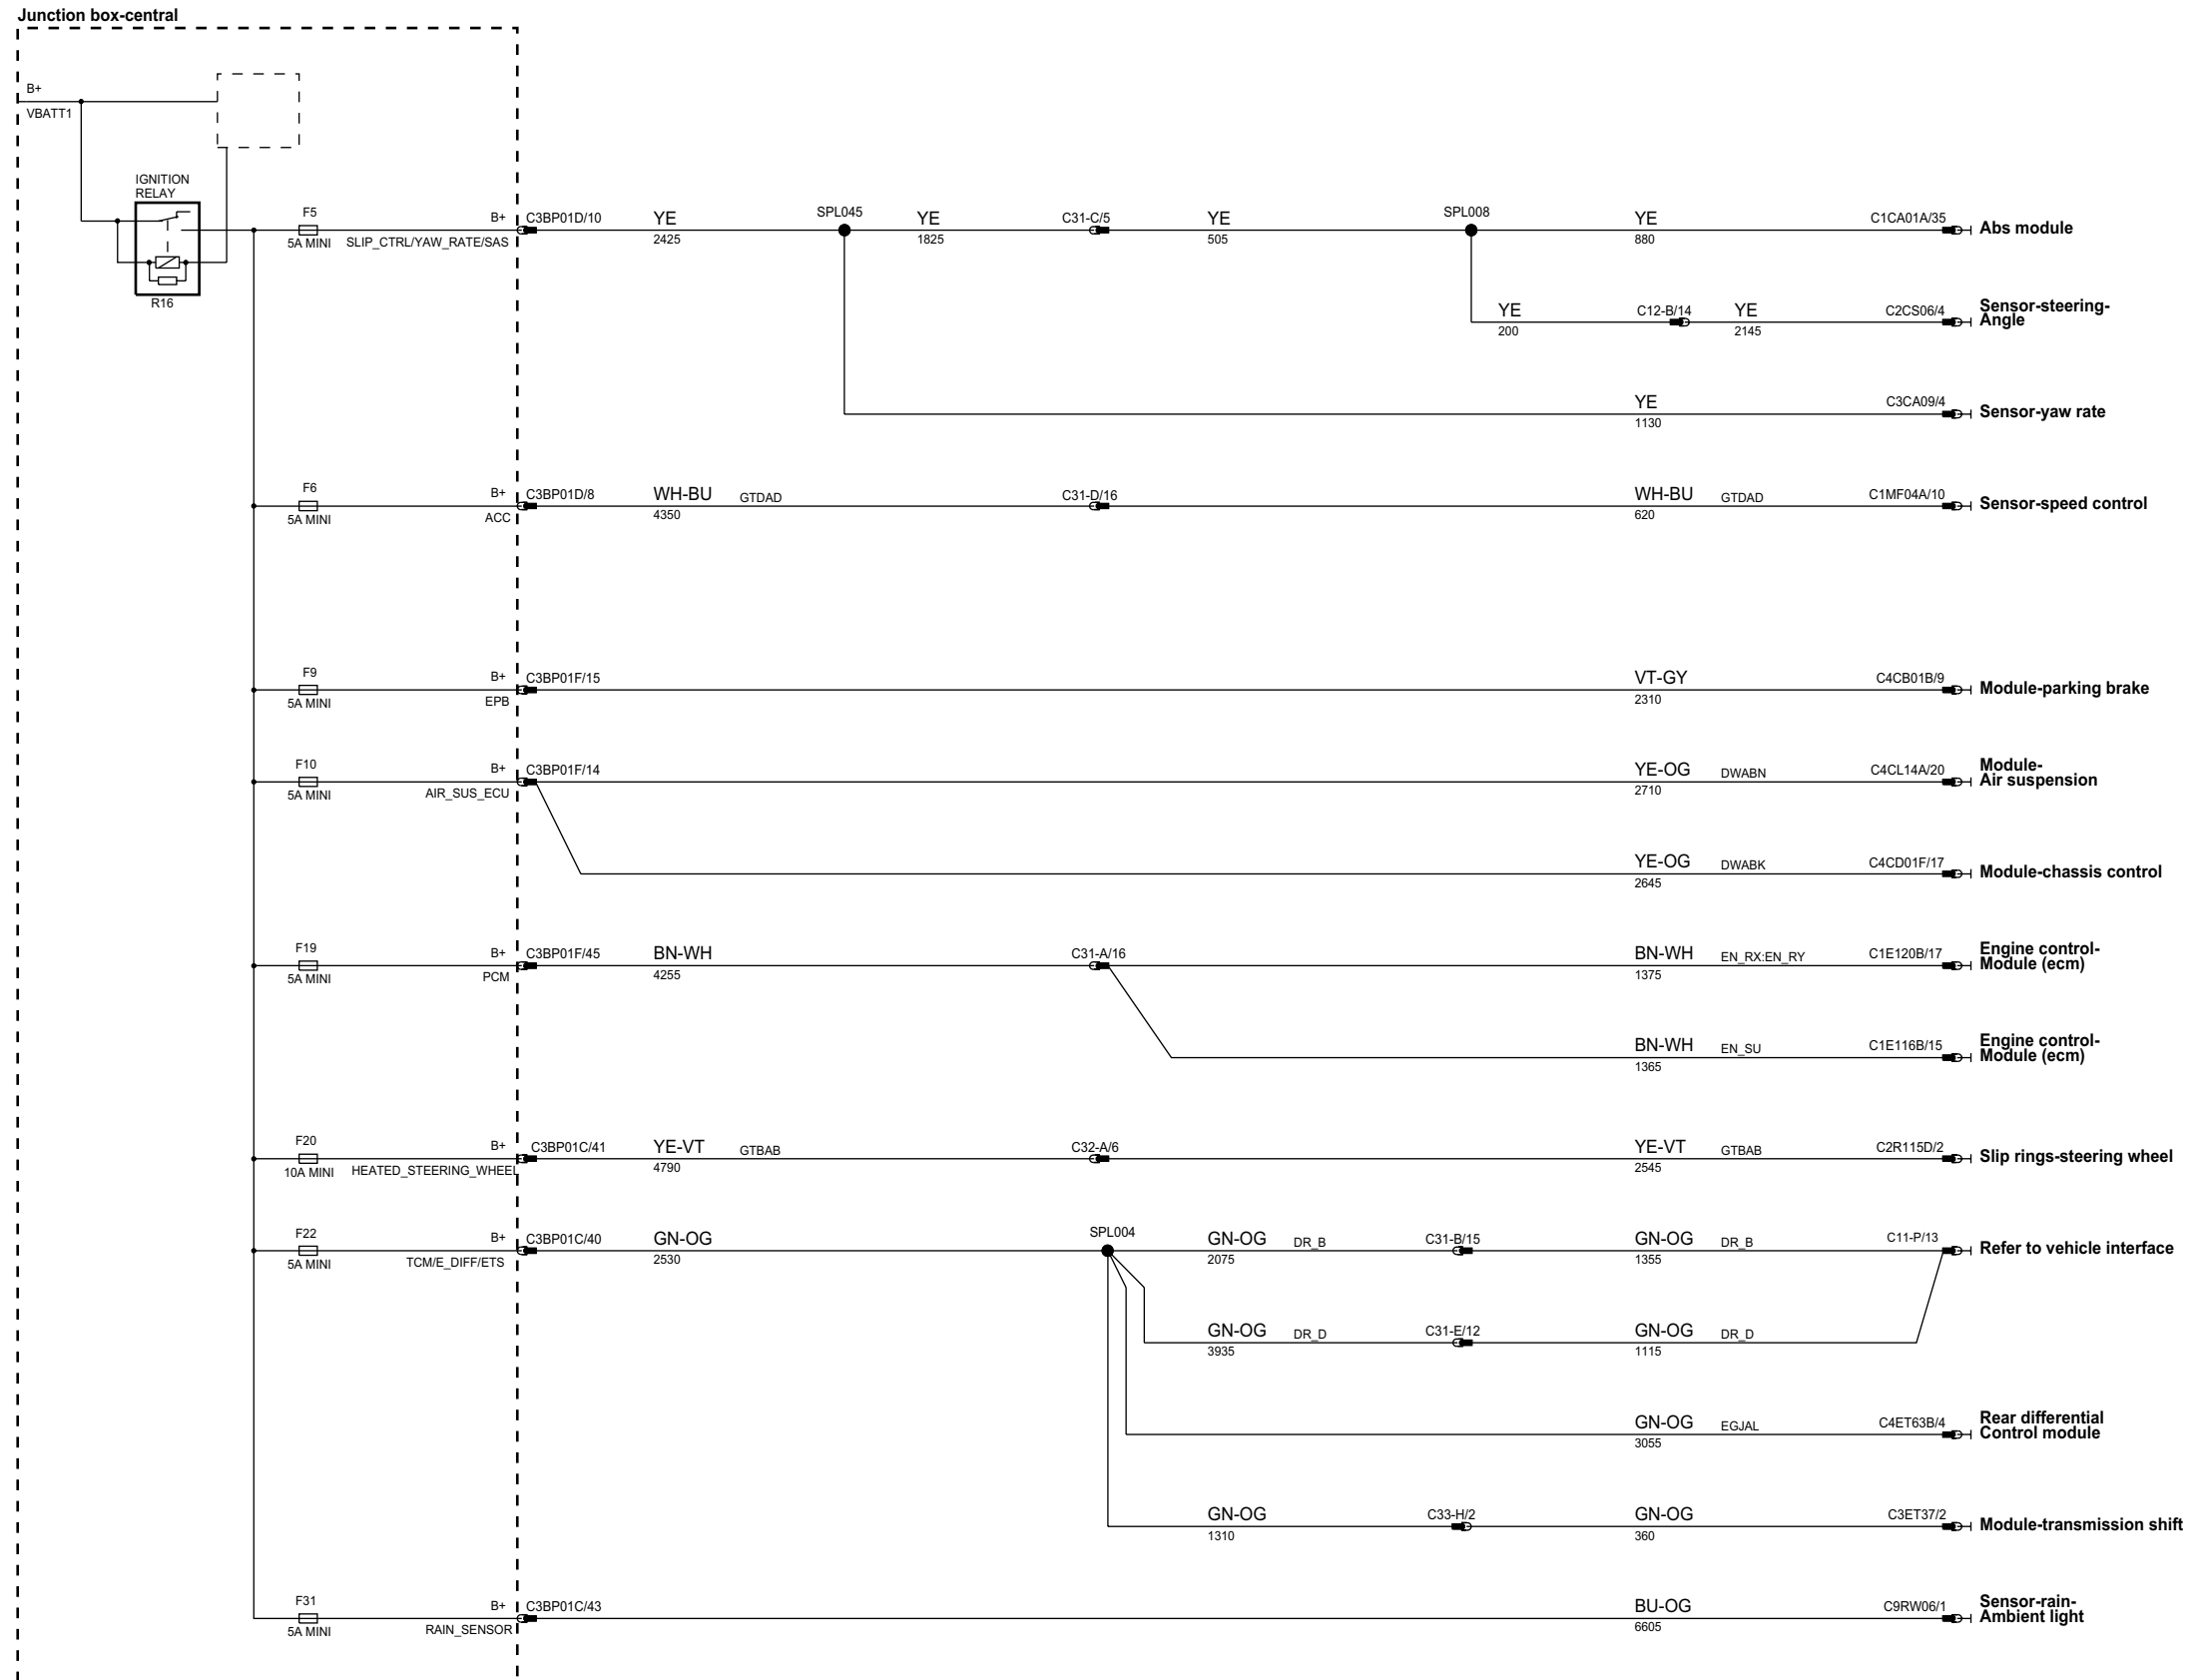 Junction box-central
B+
VBATT1
IGNITION
RELAY
R16
F5
5A MINI
B+
SLIP_CTRL/YAW_RATE/SAS
C3BP01D/10
YE
2425
SPL045
YE
1825
C31-C/5
YE
505
SPL008
YE
880
C1CA01A/35
Abs module
YE
200
C12-B/14
YE
2145
C2CS06/4
Sensor-steering-
Angle
YE
1130
C3CA09/4
Sensor-yaw rate
F6
5A MINI
B+
ACC
C3BP01D/8
WH-BU
GTDAD
4350
C31-D/16
WH-BU
GTDAD
620
C1MF04A/10
Sensor-speed control
F9
5A MINI
B+
EPB
C3BP01F/15
VT-GY
2310
C4CB01B/9
Module-parking brake
F10
5A MINI
B+
AIR_SUS_ECU
C3BP01F/14
YE-OG
DWABN
2710
C4CL14A/20
Module-
Air suspension
YE-OG
DWABK
2645
C4CD01F/17
Module-chassis control
F19
5A MINI
B+
PCM
C3BP01F/45
BN-WH
4255
C31-A/16
BN-WH
EN_RX:EN_RY
1375
C1E120B/17
Engine control-
Module (ecm)
BN-WH
EN_SU
1365
C1E116B/15
Engine control-
Module (ecm)
F20
10A MINI
B+
HEATED_STEERING_WHEEL
C3BP01C/41
YE-VT
GTBAB
4790
C32-A/6
YE-VT
GTBAB
2545
C2R115D/2
Slip rings-steering wheel
F22
5A MINI
B+
TCM/E_DIFF/ETS
C3BP01C/40
GN-OG
2530
SPL004
GN-OG
DR_B
2075
C31-B/15
GN-OG
DR_B
1355
C11-P/13
Refer to vehicle interface
GN-OG
DR_D
3935
C31-E/12
GN-OG
DR_D
1115
GN-OG
EGJAL
3055
C4ET63B/4
Rear differential
Control module
GN-OG
1310
C33-H/2
GN-OG
360
C3ET37/2
Module-transmission shift
F31
5A MINI
B+
RAIN_SENSOR
C3BP01C/43
BU-OG
6605
C9RW06/1
Sensor-rain-
Ambient light